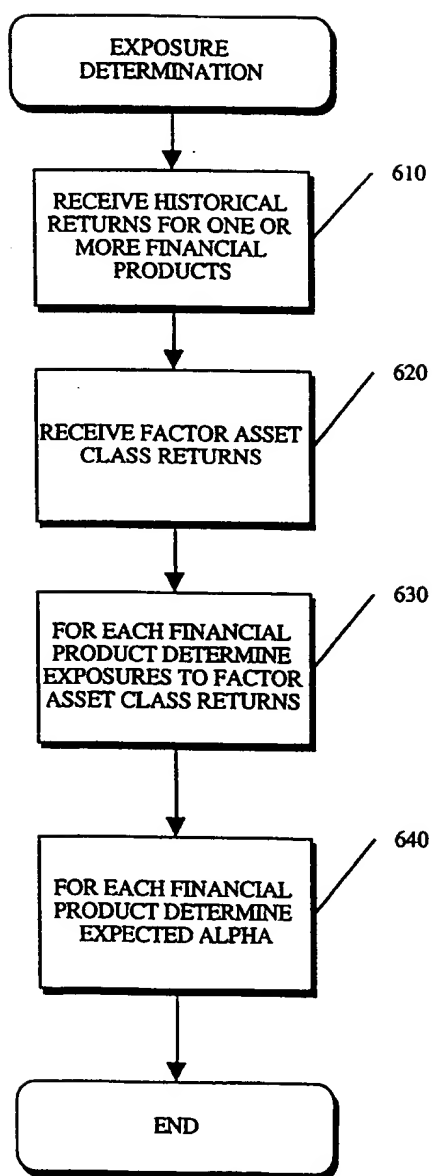 EXPOSURE
DETERMINATION
610
RECEIVE HISTORICAL
RETURNS FOR ONE OR
MORE FINANCIAL
PRODUCTS
620
RECEIVE FACTOR ASSET
CLASS RETURNS
630
FOR EACH FINANCIAL
PRODUCT DETERMINE
EXPOSURES TO FACTOR
ASSET CLASS RETURNS
640
FOR EACH FINANCIAL
PRODUCT DETERMINE
EXPECTED ALPHA
END